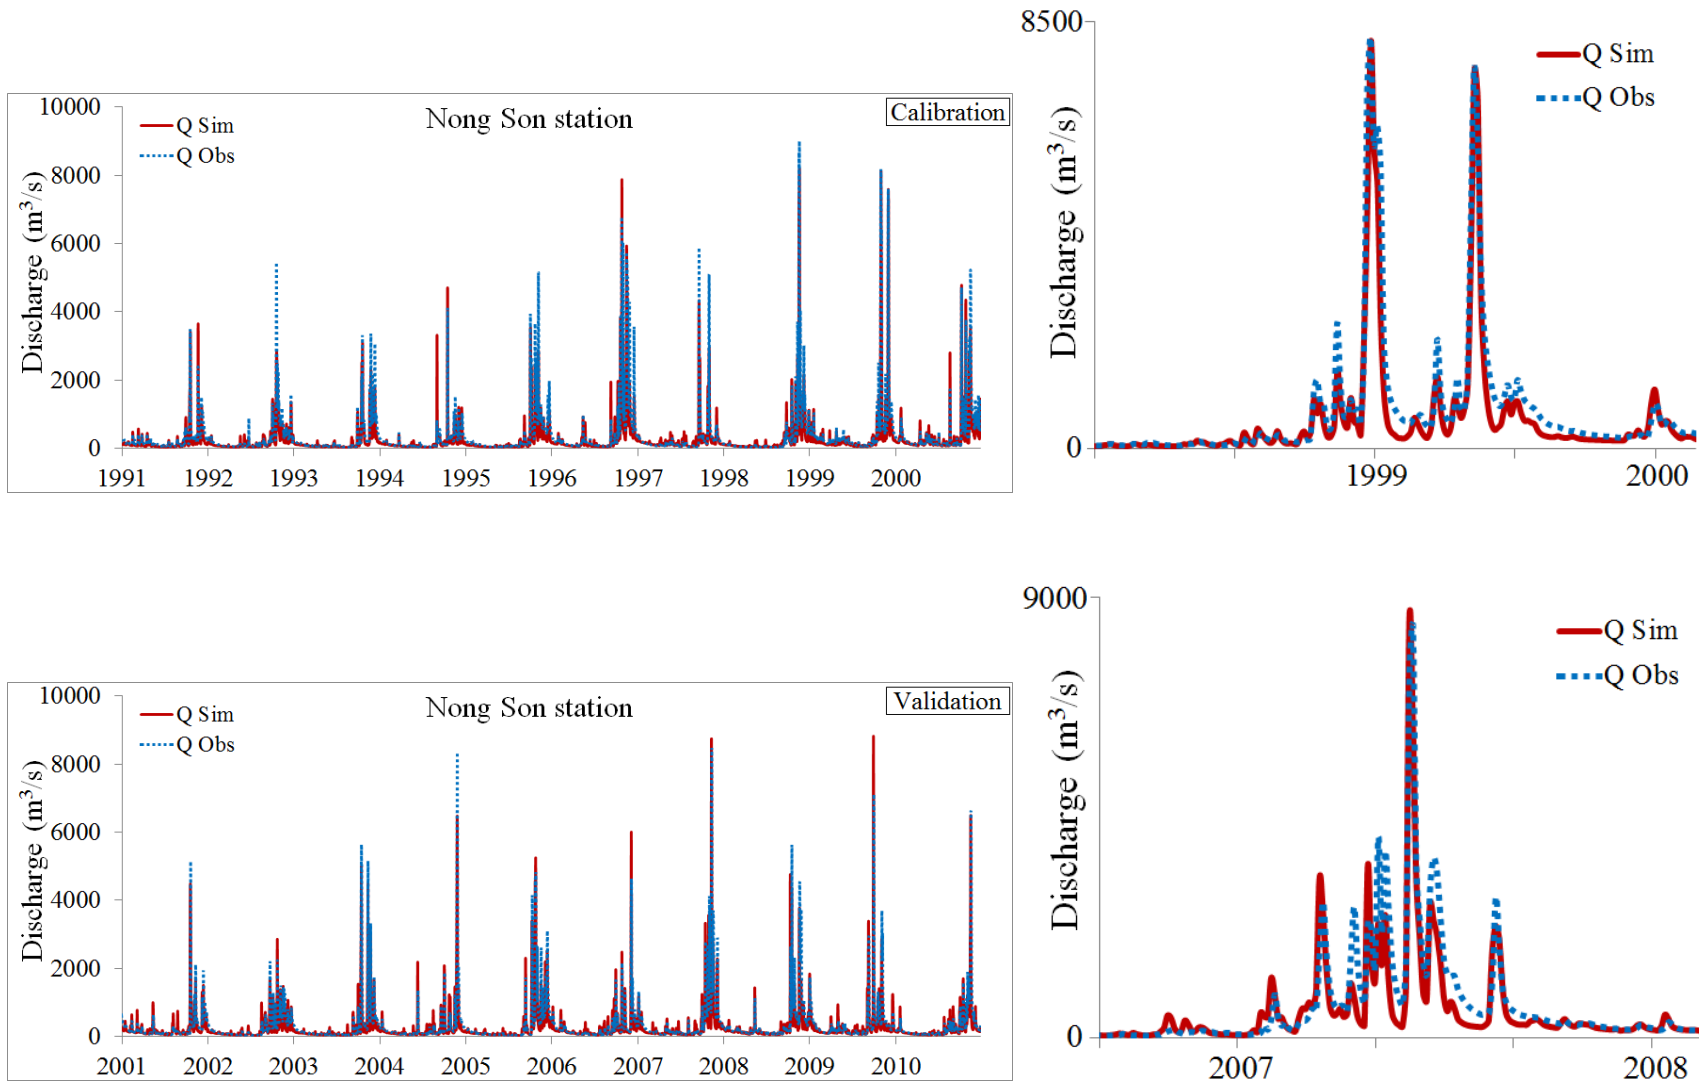 Nong Son station
Calibration
Q Sim
Q Obs
Discharge (m³/s)
10000
8000
6000
4000
2000
0
1991 1992 1993 1994 1995 1996 1997 1998 1999 2000
8500
Q Sim
Q Obs
Discharge (m³/s)
0
1999 2000
Nong Son station
Validation
Q Sim
Q Obs
Discharge (m³/s)
10000
8000
6000
4000
2000
0
2001 2002 2003 2004 2005 2006 2007 2008 2009 2010
9000
Q Sim
Q Obs
Discharge (m³/s)
0
2007 2008